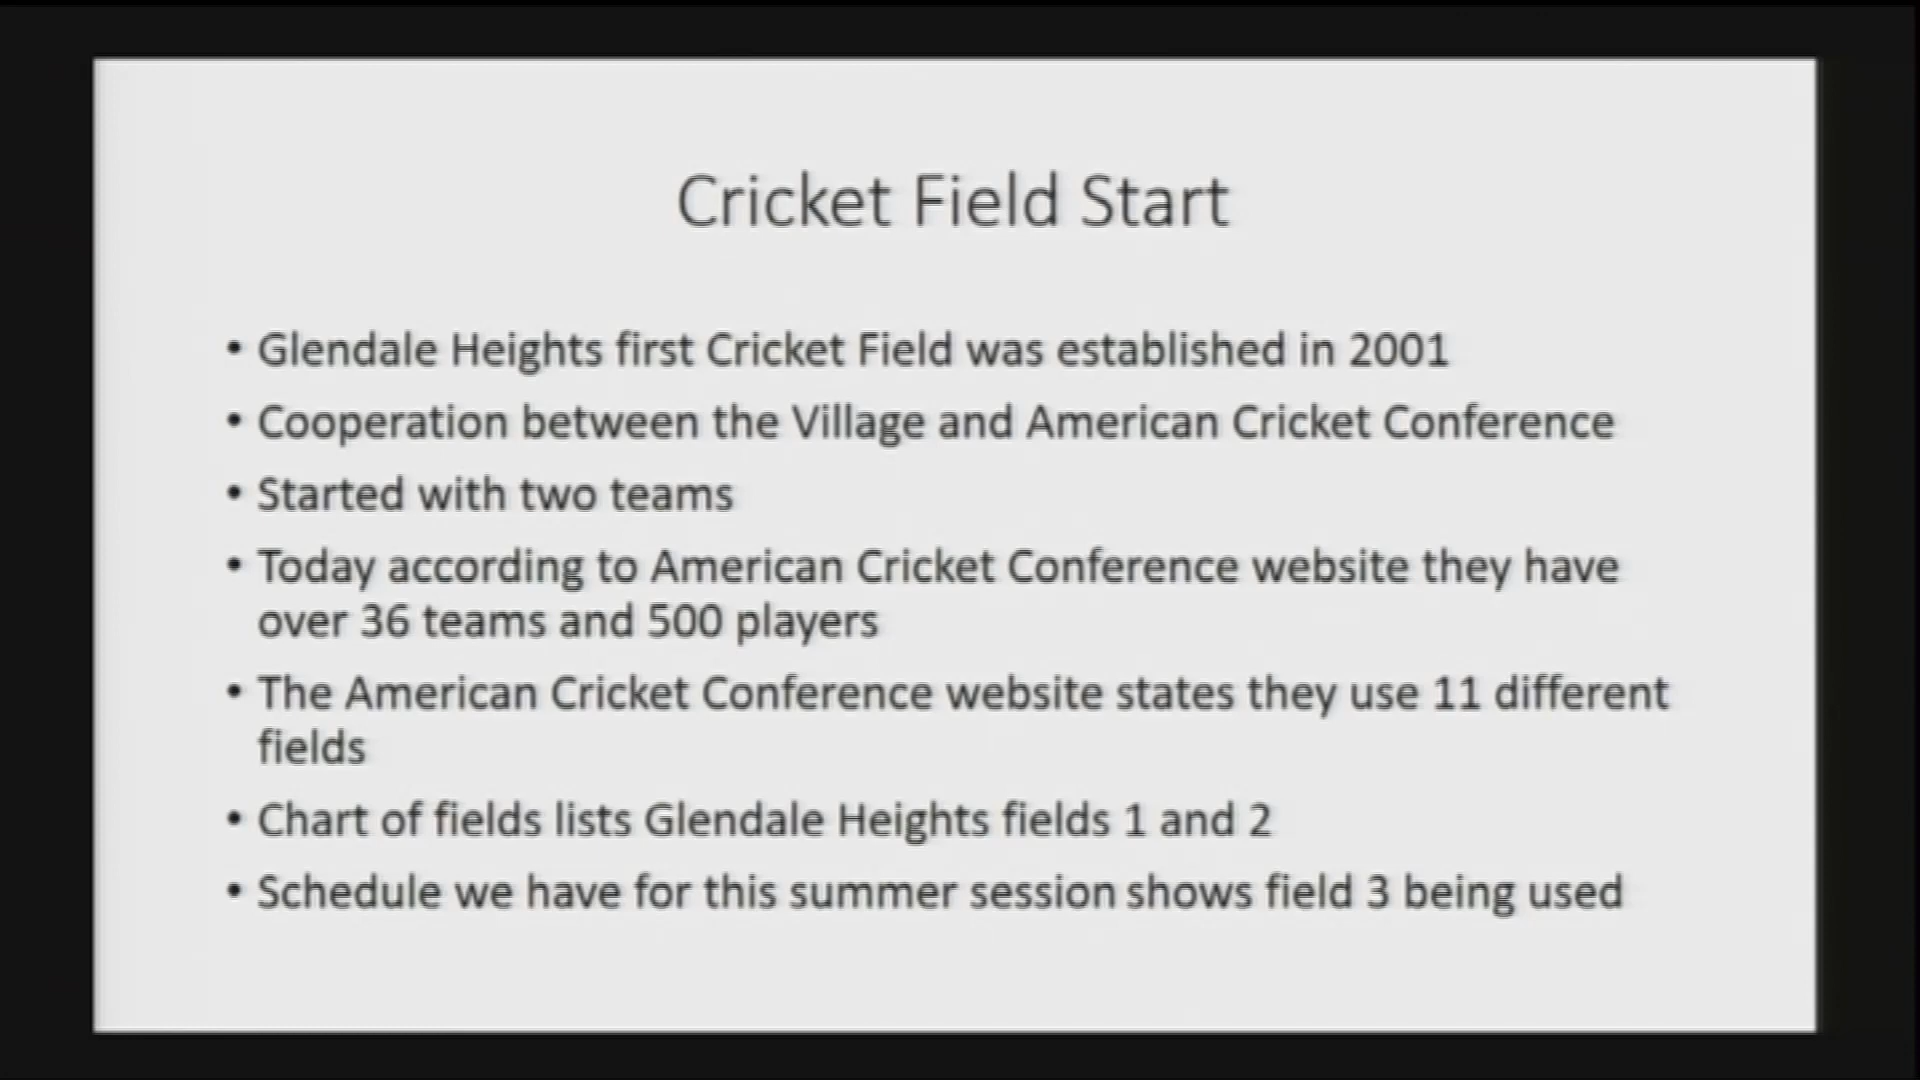 Cricket Field Start
• Glendale Heights first Cricket Field was established in 2001
• Cooperation between the Village and American Cricket Conference
• Started with two teams
• Today according to American Cricket Conference website they have
over 36 teams and 500 players
• The American Cricket Conference website states they use 11 different
fields
• Chart of fields lists Glendale Heights fields 1 and 2
• Schedule we have for this summer session shows field 3 being used